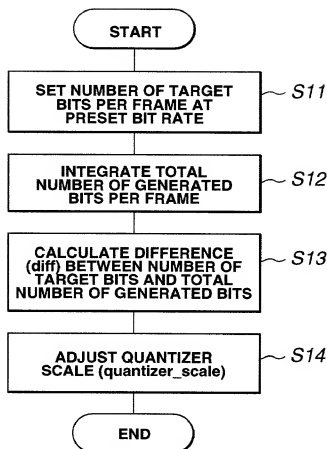 START
SET NUMBER OF TARGET
BITS PER FRAME AT
PRESET BIT RATE
S11
INTEGRATE TOTAL
NUMBER OF GENERATED
BITS PER FRAME
S12
CALCULATE DIFFERENCE
(diff) BETWEEN NUMBER OF
TARGET BITS AND TOTAL
NUMBER OF GENERATED BITS
S13
ADJUST QUANTIZER
SCALE (quantizer_scale)
S14
END